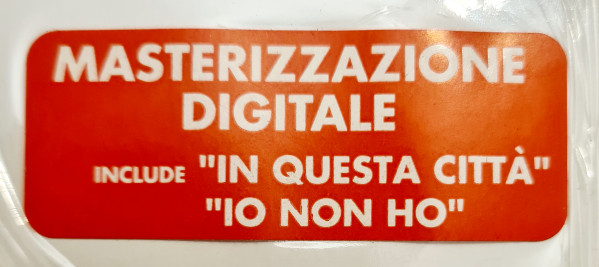 MASTERIZZAZIONE
DIGITALE
INCLUDE "IN QUESTA CITTÀ"
"IO NON HO"